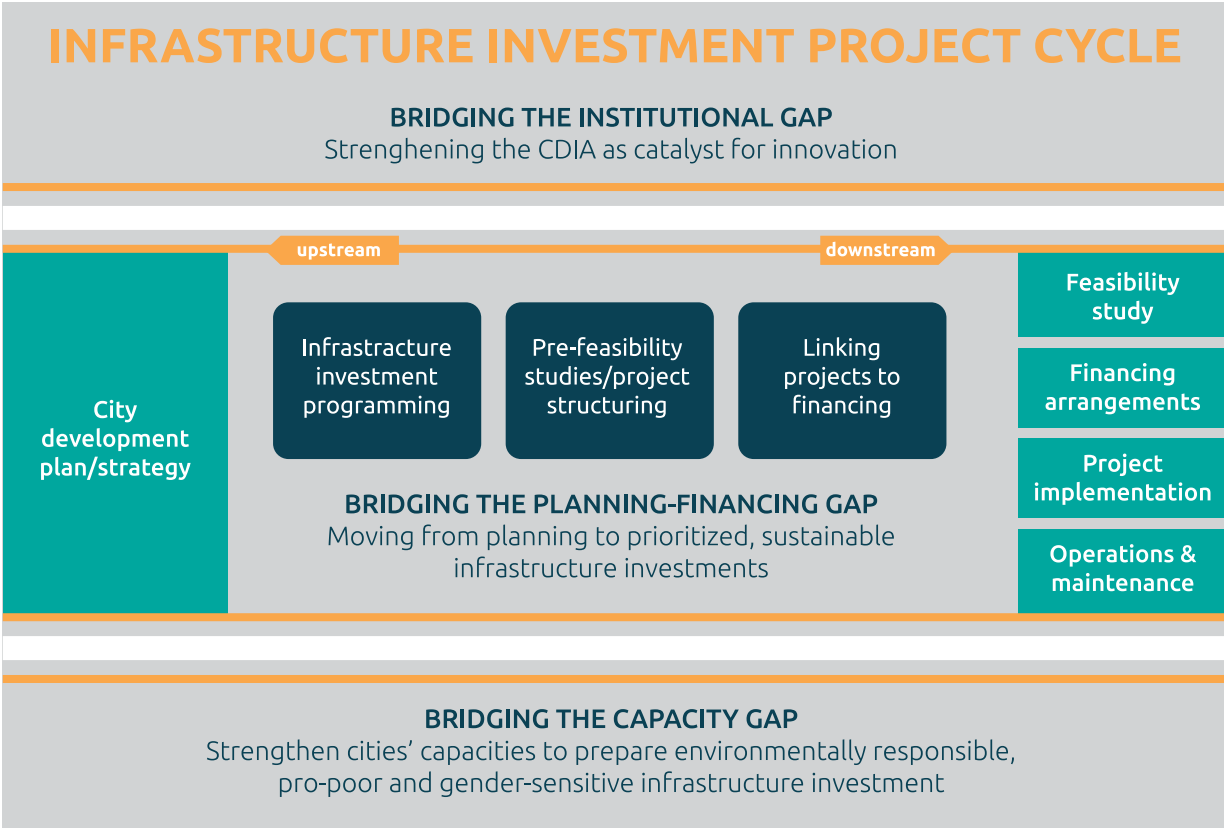 INFRASTRUCTURE INVESTMENT PROJECT CYCLE
BRIDGING THE INSTITUTIONAL GAP
Strenghening the CDIA as catalyst for innovation
upstream
downstream
City
development
plan/strategy
Infrastracture
investment
programming
Pre-feasibility
studies/project
structuring
Linking
projects to
financing
BRIDGING THE PLANNING-FINANCING GAP
Moving from planning to prioritized, sustainable
infrastructure investments
Feasibility
study
Financing
arrangements
Project
implementation
Operations &
maintenance
BRIDGING THE CAPACITY GAP
Strengthen cities’ capacities to prepare environmentally responsible,
pro-poor and gender-sensitive infrastructure investment